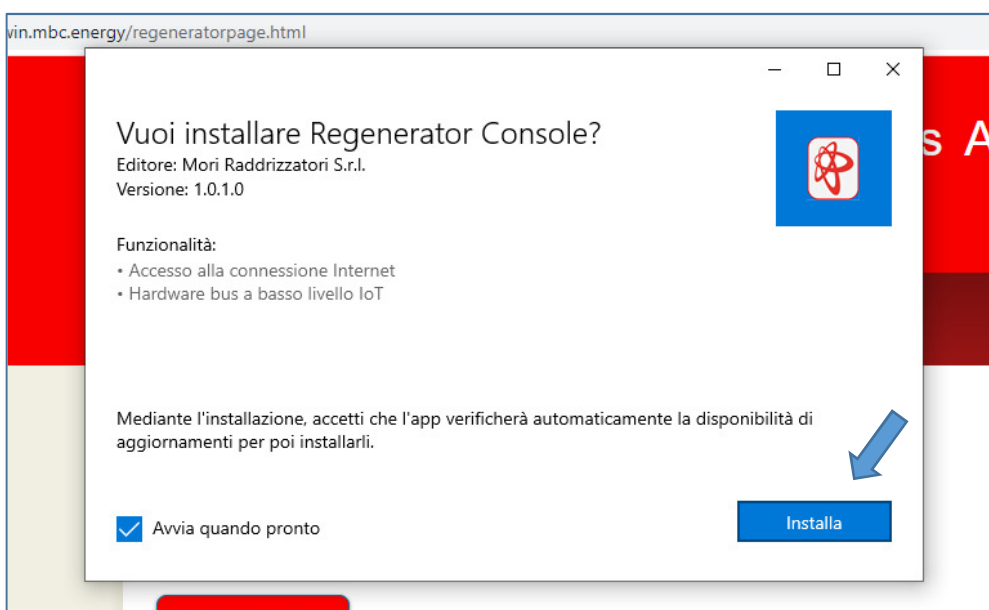 win.mbc.energy/regeneratorpage.html
s A
Vuoi installare Regenerator Console?
Editore: Mori Raddrizzatori S.r.l.
Versione: 1.0.1.0
Funzionalità:
• Accesso alla connessione Internet
• Hardware bus a basso livello IoT
Mediante l'installazione, accetti che l'app verificherà automaticamente la disponibilità di
aggiornamenti per poi installarli.
Avvia quando pronto
Installa